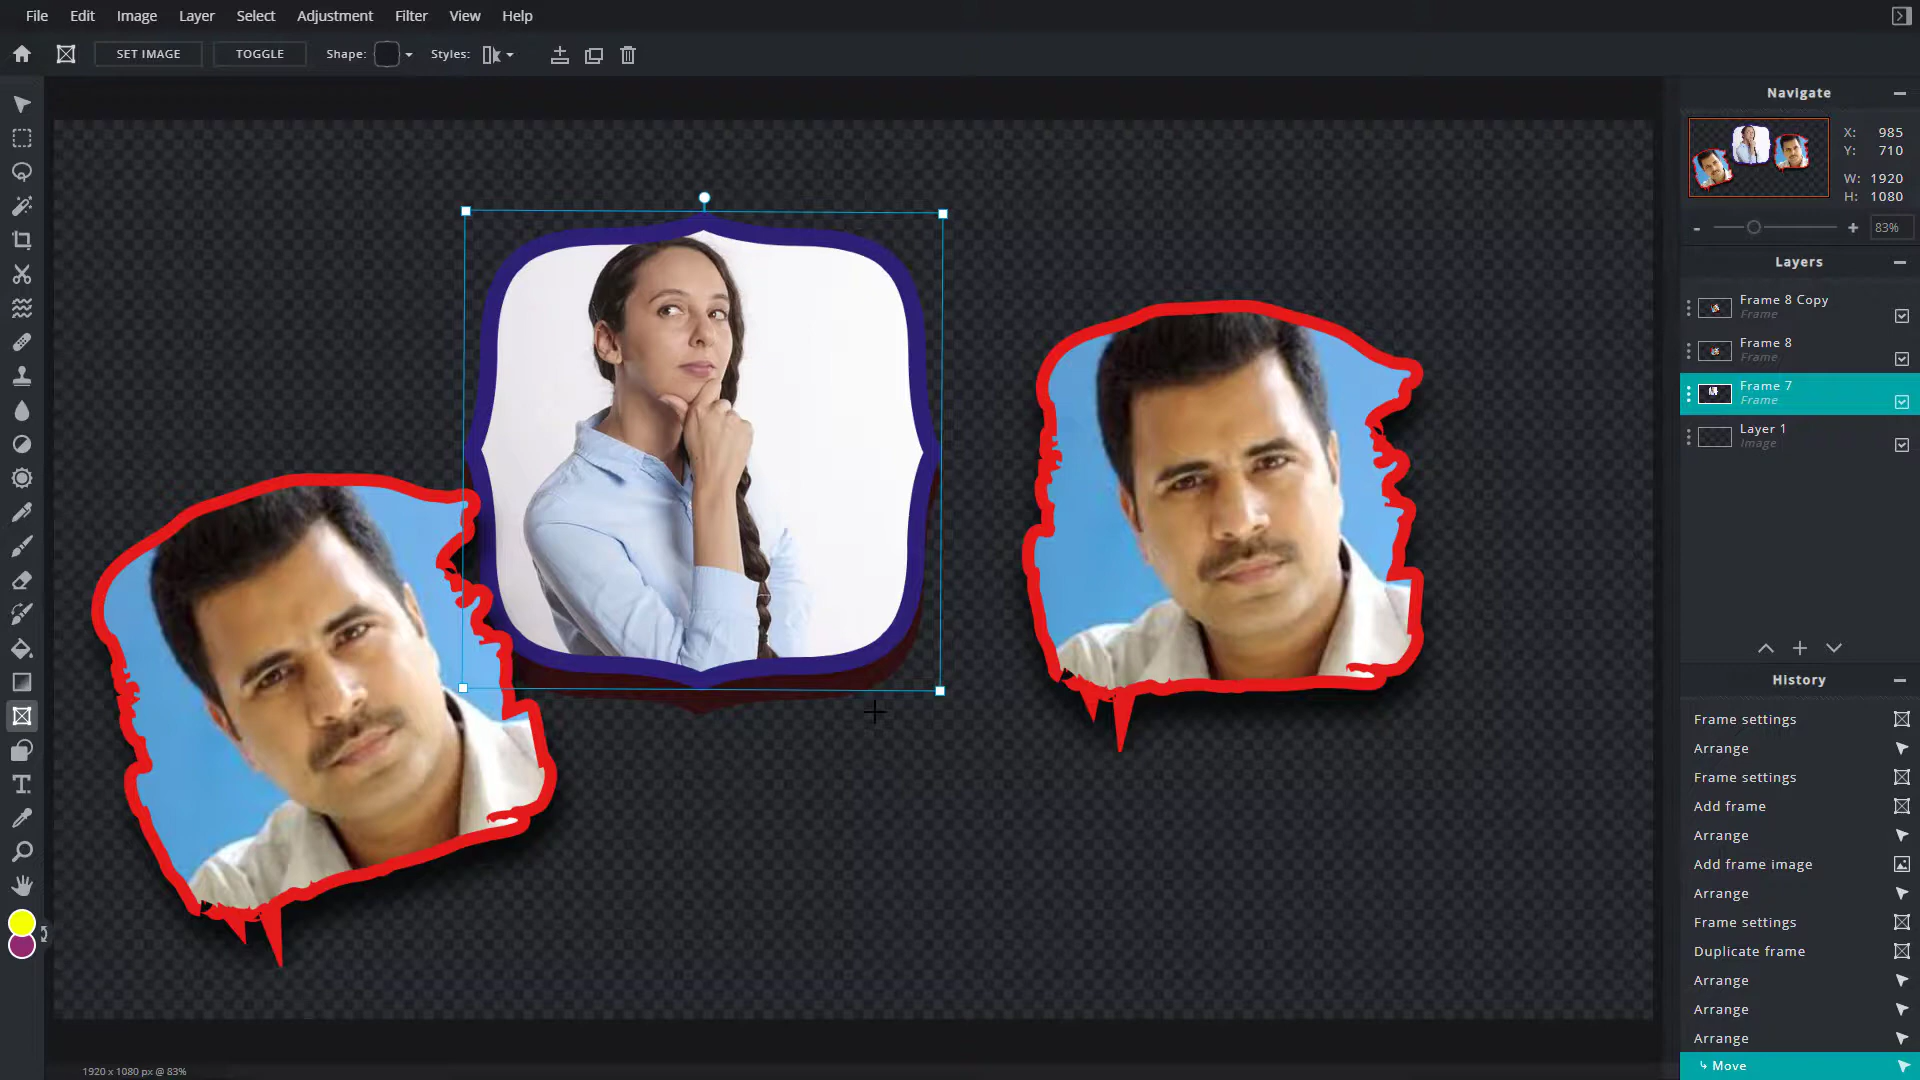 File Edit Image Layer Select Adjustment Filter View Help
SET IMAGE TOGGLE Shape: Styles:
Navigate
X: 985
Y: 710
W: 1920
H: 1080
- + 83%
Layers
Frame 8 Copy
Frame
Frame 8
Frame
Frame 7
Frame
Layer 1
Image
History
Frame settings
Arrange
Frame settings
Add frame
Arrange
Add frame image
Arrange
Frame settings
Duplicate frame
Arrange
Arrange
Arrange
Move
1920 x 1080 px @ 83%